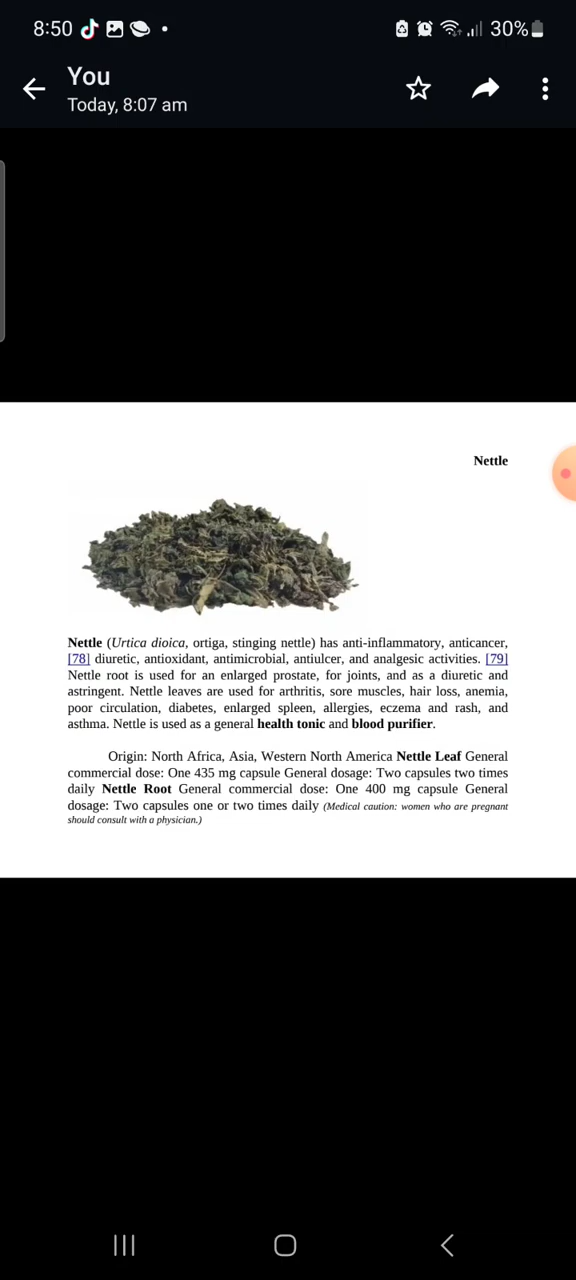 8:50
30%
You
Today, 8:07 am
Nettle
Nettle (Urtica dioica, ortiga, stinging nettle) has anti-inflammatory, anticancer,
[78] diuretic, antioxidant, antimicrobial, antiulcer, and analgesic activities. [79]
Nettle root is used for an enlarged prostate, for joints, and as a diuretic and
astringent. Nettle leaves are used for arthritis, sore muscles, hair loss, anemia,
poor circulation, diabetes, enlarged spleen, allergies, eczema and rash, and
asthma. Nettle is used as a general health tonic and blood purifier.
Origin: North Africa, Asia, Western North America Nettle Leaf General
commercial dose: One 435 mg capsule General dosage: Two capsules two times
daily Nettle Root General commercial dose: One 400 mg capsule General
dosage: Two capsules one or two times daily (Medical caution: women who are pregnant
should consult with a physician.)